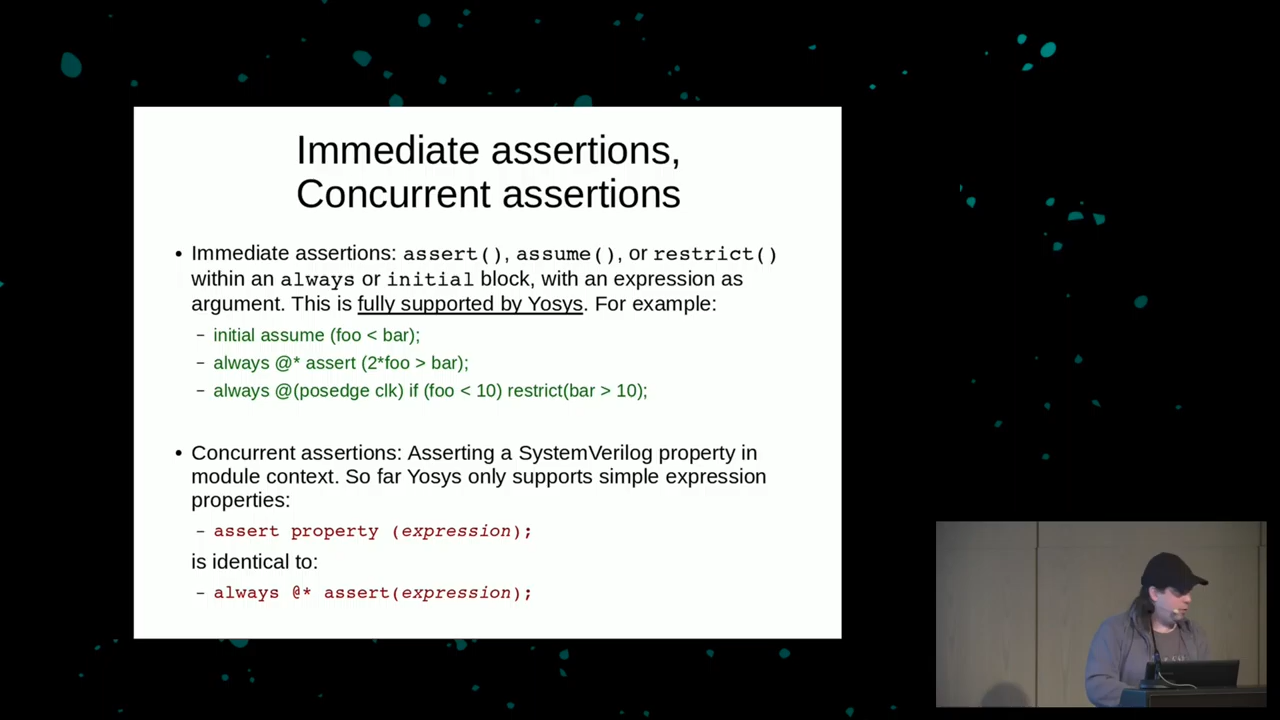 Immediate assertions,
Concurrent assertions
• Immediate assertions: assert(), assume(), or restrict()
within an always or initial block, with an expression as
argument. This is fully supported by Yosys. For example:
– initial assume (foo < bar);
– always @* assert (2*foo > bar);
– always @(posedge clk) if (foo < 10) restrict(bar > 10);
• Concurrent assertions: Asserting a SystemVerilog property in
module context. So far Yosys only supports simple expression
properties:
– assert property (expression);
is identical to:
– always @* assert(expression);